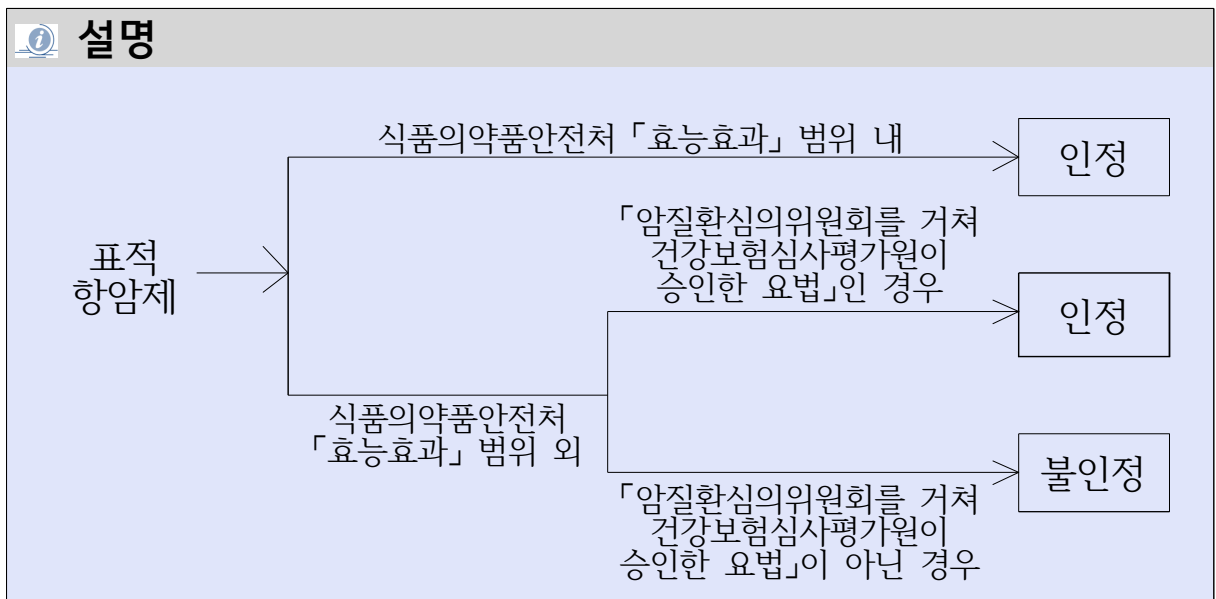 설명
식품의약품안전처「효능효과」범위 내
인정
표적
항암제
「암질환심의위원회를 거쳐
건강보험심사평가원이
승인한 요법」인 경우
인정
식품의약품안전처
「효능효과」범위 외
「암질환심의위원회를 거쳐
건강보험심사평가원이
승인한 요법」이 아닌 경우
불인정